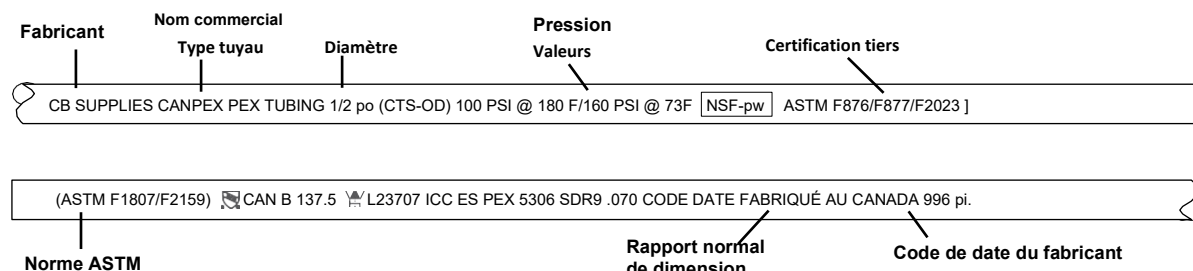 Fabricant
Nom commercial
Type tuyau
Diamètre
Pression
Valeurs
Certification tiers
CB SUPPLIES CANPEX PEX TUBING 1/2 po (CTS-OD) 100 PSI @ 180 F/160 PSI @ 73F NSF-pw ASTM F876/F877/F2023 ]
(ASTM F1807/F2159) CAN B 137.5 L23707 ICC ES PEX 5306 SDR9 .070 CODE DATE FABRIQUÉ AU CANADA 996 pi.
Norme ASTM
Rapport normal
de dimension
Code de date du fabricant